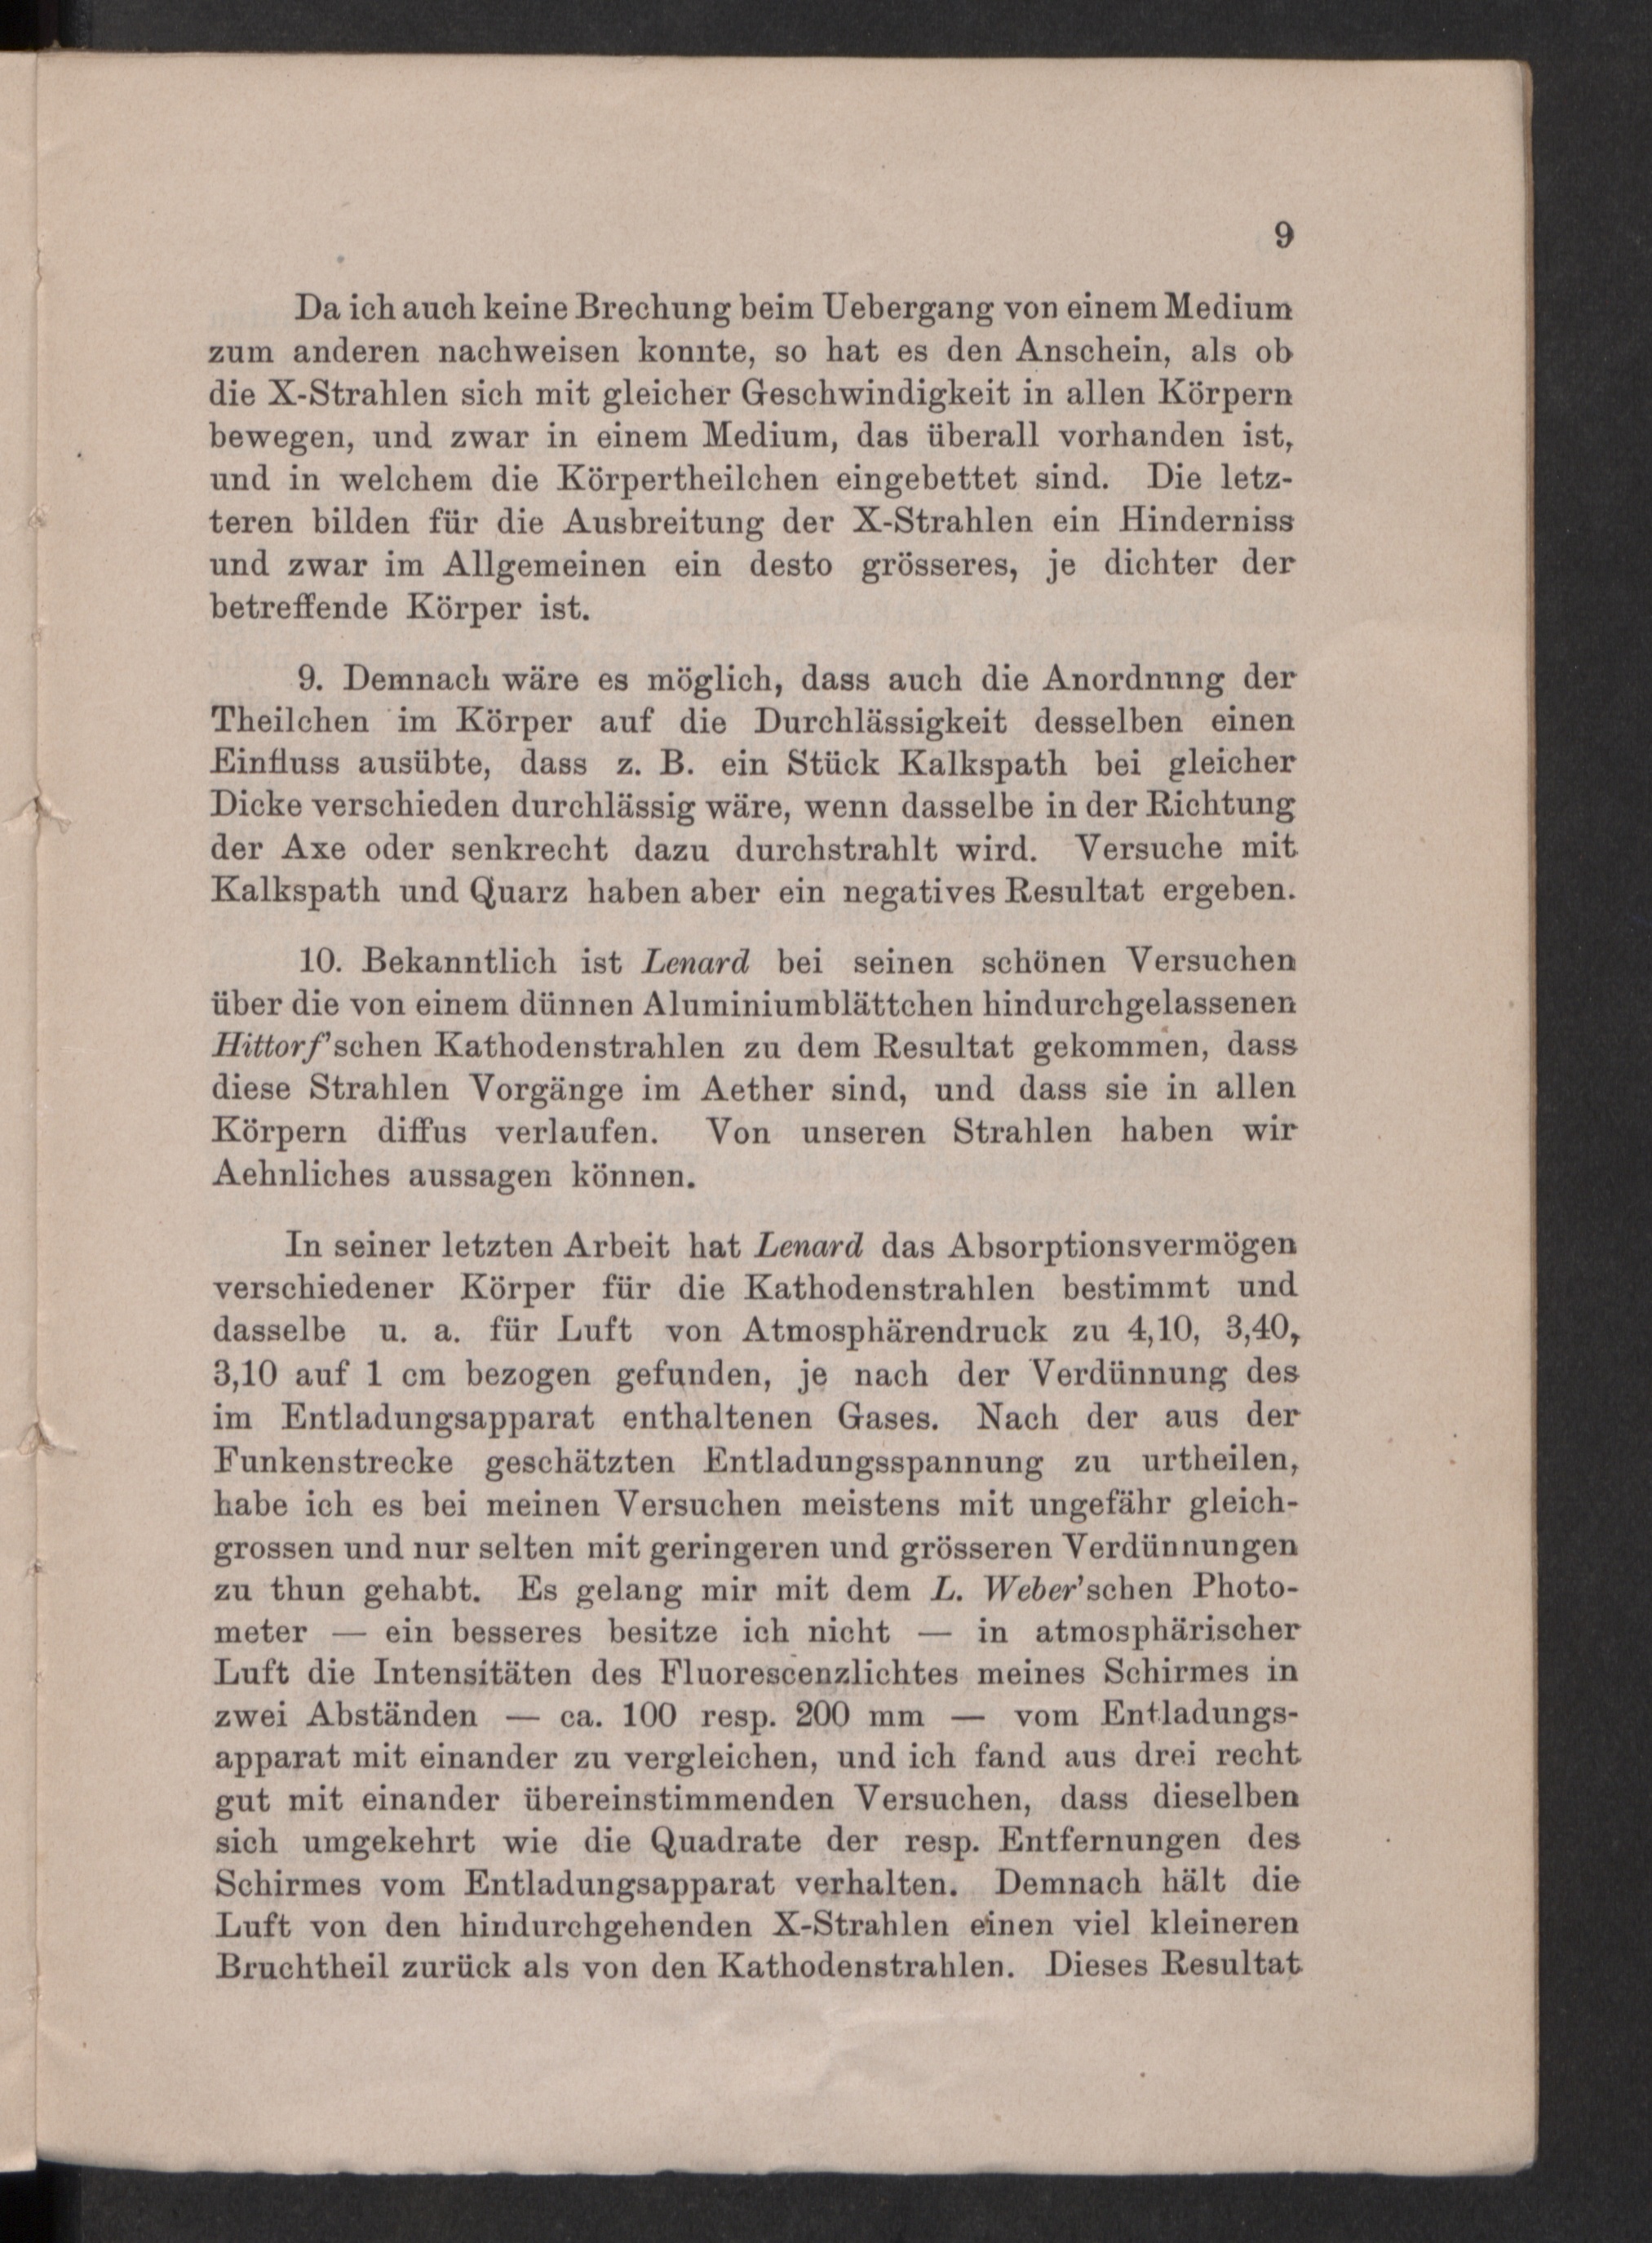 9
Da ich auch keine Brechung beim Uebergang von einem Medium
zum anderen nachweisen konnte, so hat es den Anschein, als ob
die X-Strahlen sich mit gleicher Geschwindigkeit in allen Körpern
bewegen, und zwar in einem Medium, das überall vorhanden ist,
und in welchem die Körpertheilchen eingebettet sind. Die letz-
teren bilden für die Ausbreitung der X-Strahlen ein Hinderniss
und zwar im Allgemeinen ein desto grösseres, je dichter der
betreffende Körper ist.
9. Demnach wäre es möglich, dass auch die Anordnnng der
Theilchen im Körper auf die Durchlässigkeit desselben einen
Einfluss ausübte, dass z. B. ein Stück Kalkspath bei gleicher
Dicke verschieden durchlässig wäre, wenn dasselbe in der Richtung
der Axe oder senkrecht dazu durchstrahlt wird. Versuche mit
Kalkspath und Quarz haben aber ein negatives Resultat ergeben.
10. Bekanntlich ist Lenard bei seinen schönen Versuchen
über die von einem dünnen Aluminiumblättchen hindurchgelassenen
Hittorf'schen Kathodenstrahlen zu dem Resultat gekommen, dass
diese Strahlen Vorgänge im Aether sind, und dass sie in allen
Körpern diffus verlaufen. Von unseren Strahlen haben wir
Aehnliches aussagen können.
In seiner letzten Arbeit hat Lenard das Absorptionsvermögen
verschiedener Körper für die Kathodenstrahlen bestimmt und
dasselbe u. a. für Luft von Atmosphärendruck zu 4,10, 3,40,
3,10 auf 1 cm bezogen gefunden, je nach der Verdünnung des
im Entladungsapparat enthaltenen Gases. Nach der aus der
Funkenstrecke geschätzten Entladungsspannung zu urtheilen,
habe ich es bei meinen Versuchen meistens mit ungefähr gleich-
grossen und nur selten mit geringeren und grösseren Verdünnungen
zu thun gehabt. Es gelang mir mit dem L. Weber'schen Photo-
meter — ein besseres besitze ich nicht — in atmosphärischer
Luft die Intensitäten des Fluorescenzlichtes meines Schirmes in
zwei Abständen — ca. 100 resp. 200 mm — vom Entladungs-
apparat mit einander zu vergleichen, und ich fand aus drei recht
gut mit einander übereinstimmenden Versuchen, dass dieselben
sich umgekehrt wie die Quadrate der resp. Entfernungen des
Schirmes vom Entladungsapparat verhalten. Demnach hält die
Luft von den hindurchgehenden X-Strahlen einen viel kleineren
Bruchtheil zurück als von den Kathodenstrahlen. Dieses Resultat